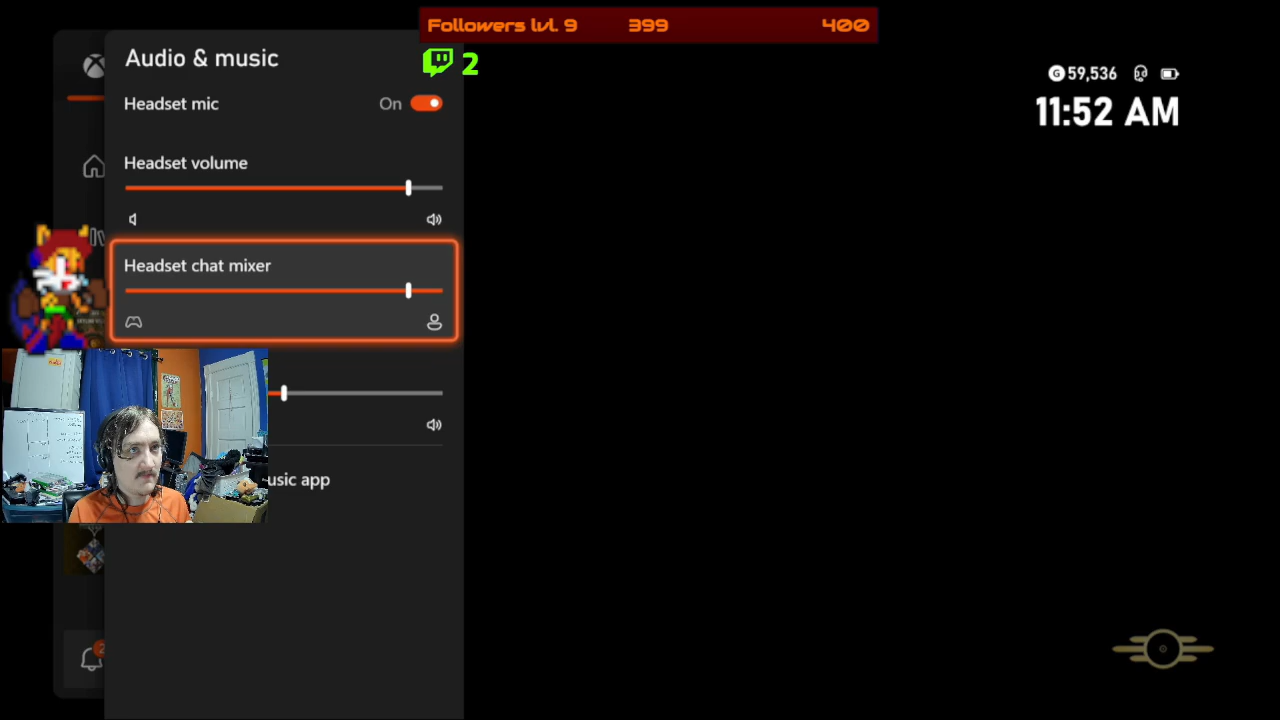 Followers lvl. 9 399 400
Audio & music
2
59,536
11:52 AM
Headset mic On
Headset volume
Headset chat mixer
usic app